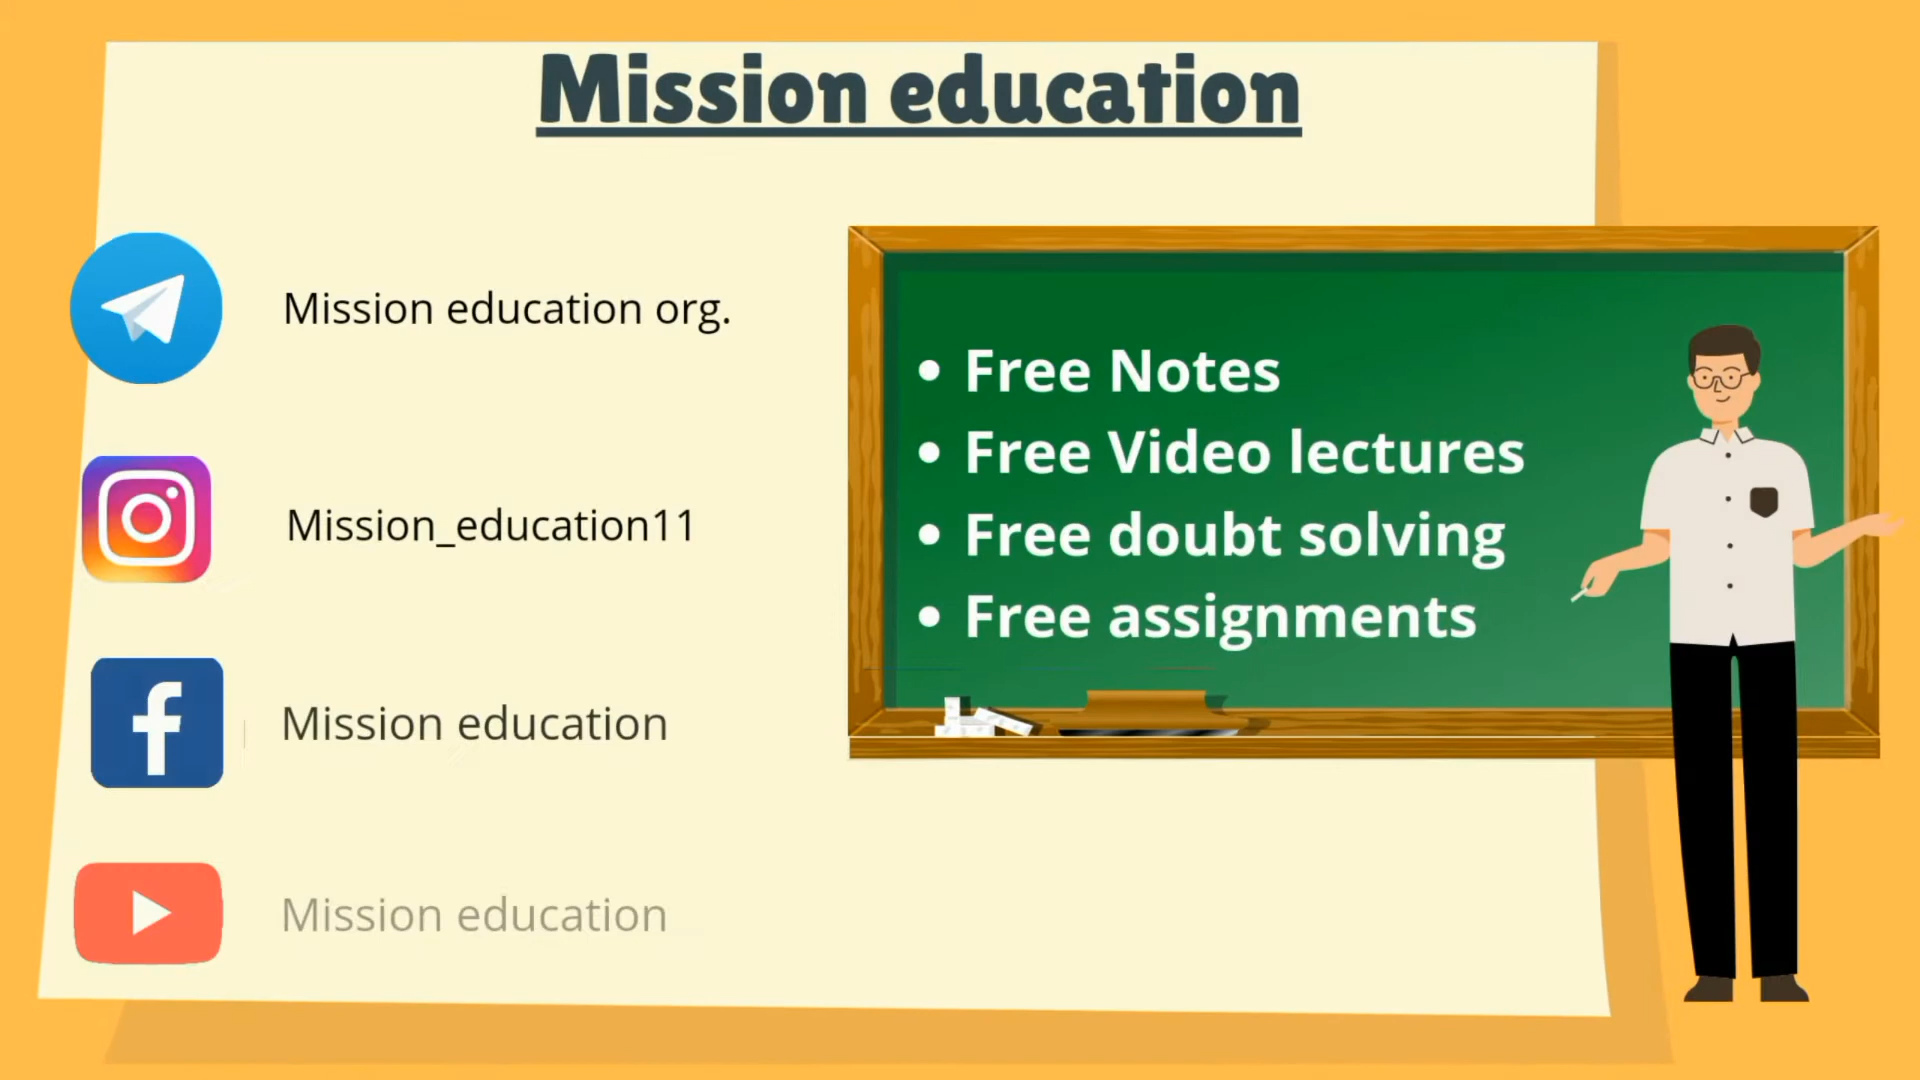 Mission education
Mission education org.
Mission_education11
Mission education
Mission education
• Free Notes
• Free Video lectures
• Free doubt solving
• Free assignments